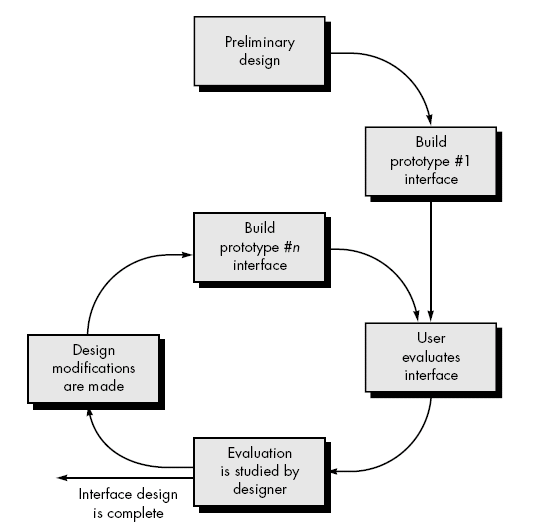 Preliminary
design
Build
prototype #1
interface
Build
prototype #n
interface
User
evaluates
interface
Design
modifications
are made
Evaluation
is studied by
designer
Interface design
is complete